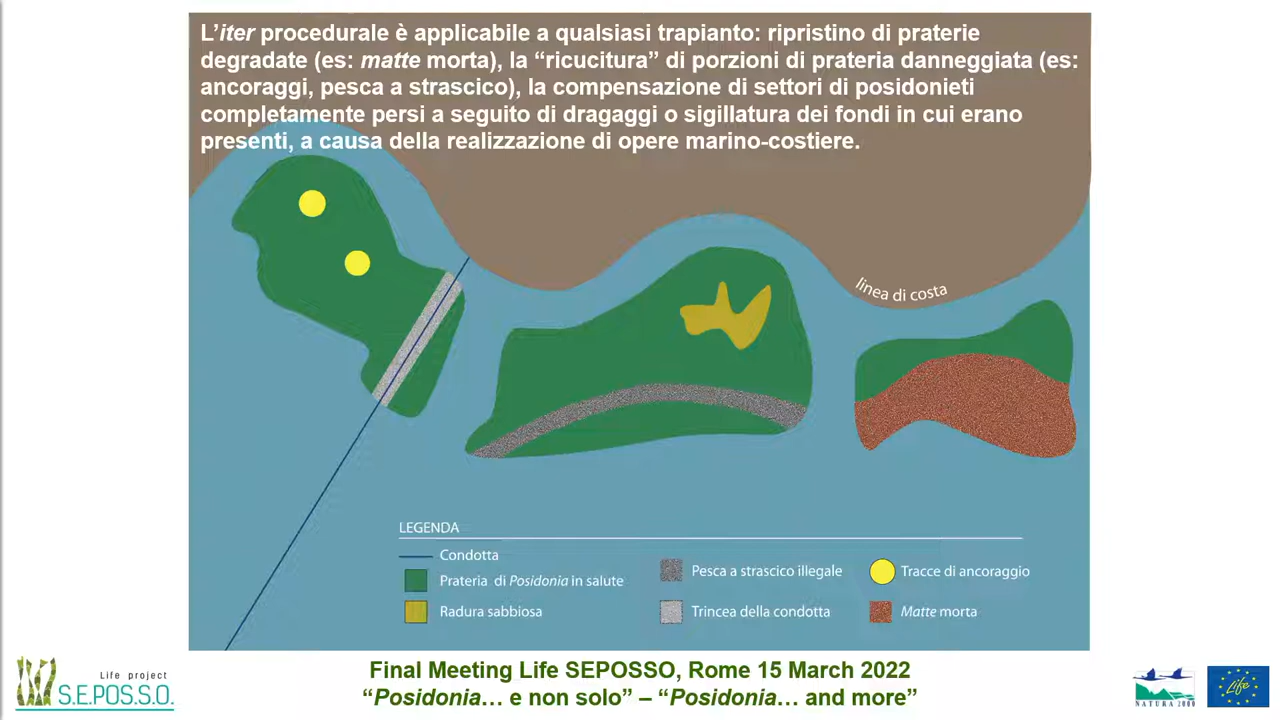 L’iter procedurale è applicabile a qualsiasi trapianto: ripristino di praterie
degradate (es: matte morta), la “ricucitura” di porzioni di prateria danneggiata (es:
ancoraggi, pesca a strascico), la compensazione di settori di posidonieti
completamente persi a seguito di dragaggi o sigillatura dei fondi in cui erano
presenti, a causa della realizzazione di opere marino-costiere.
linea di costa
LEGENDA
Condotta
Prateria di Posidonia in salute
Radura sabbiosa
Pesca a strascico illegale
Trincea della condotta
Tracce di ancoraggio
Matte morta
Life project
S.E.POS.S.O.
Final Meeting Life SEPOSSO, Rome 15 March 2022
“Posidonia… e non solo” – “Posidonia… and more”
NATURA 2000
Life